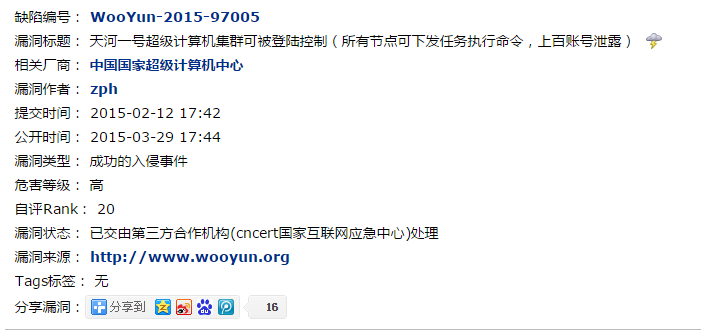 缺陷编号： WooYun-2015-97005
漏洞标题： 天河一号超级计算机集群可被登陆控制（所有节点可下发任务执行命令，上百账号泄露）
相关厂商： 中国国家超级计算机中心
漏洞作者： zph
提交时间： 2015-02-12 17:42
公开时间： 2015-03-29 17:44
漏洞类型： 成功的入侵事件
危害等级： 高
自评Rank： 20
漏洞状态： 已交由第三方合作机构(cncert国家互联网应急中心)处理
漏洞来源： http://www.wooyun.org
Tags标签： 无
分享漏洞： 分享到 16